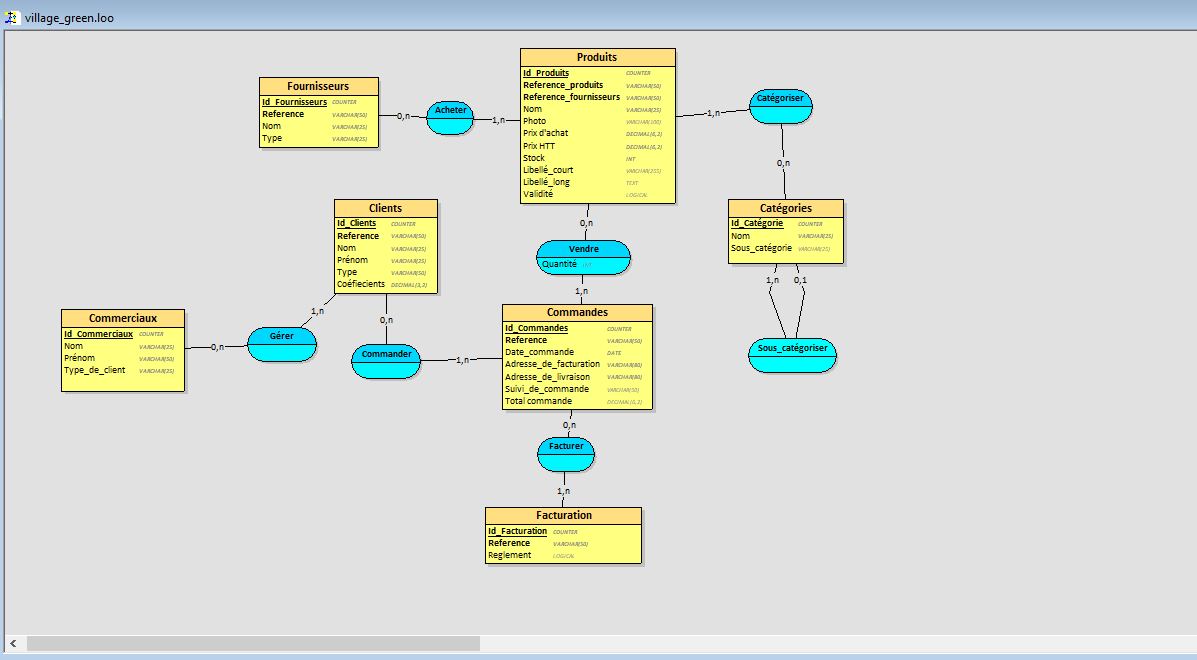 village_green.loo
Produits
Id_Produits COUNTER
Reference_produits VARCHAR(50)
Reference_fournisseurs VARCHAR(50)
Nom VARCHAR(25)
Photo VARCHAR(100)
Prix d'achat DECIMAL(6,2)
Prix HTT DECIMAL(6,2)
Stock INT
Libellé_court VARCHAR(255)
Libellé_long TEXT
Validité LOGICAL
Fournisseurs
Id_Fournisseurs COUNTER
Reference VARCHAR(50)
Nom VARCHAR(25)
Type VARCHAR(25)
0,n
Acheter
1,n
1,n
Catégoriser
0,n
Catégories
Id_Catégorie COUNTER
Nom VARCHAR(25)
Sous_catégorie VARCHAR(25)
1,n
0,1
Sous_catégoriser
Clients
Id_Clients COUNTER
Reference VARCHAR(50)
Nom VARCHAR(25)
Prénom VARCHAR(25)
Type VARCHAR(50)
Coéfiecients DECIMAL(3,2)
0,n
Vendre
Quantité INT
1,n
Commandes
Id_Commandes COUNTER
Reference VARCHAR(50)
Date_commande DATE
Adresse_de_facturation VARCHAR(80)
Adresse_de_livraison VARCHAR(80)
Suivi_de_commande VARCHAR(50)
Total commande DECIMAL(6,2)
Commerciaux
Id_Commerciaux COUNTER
Nom VARCHAR(25)
Prénom VARCHAR(50)
Type_de_client VARCHAR(25)
0,n
Gérer
1,n
0,n
Commander
1,n
0,n
Facturer
1,n
Facturation
Id_Facturation COUNTER
Reference VARCHAR(50)
Reglement LOGICAL